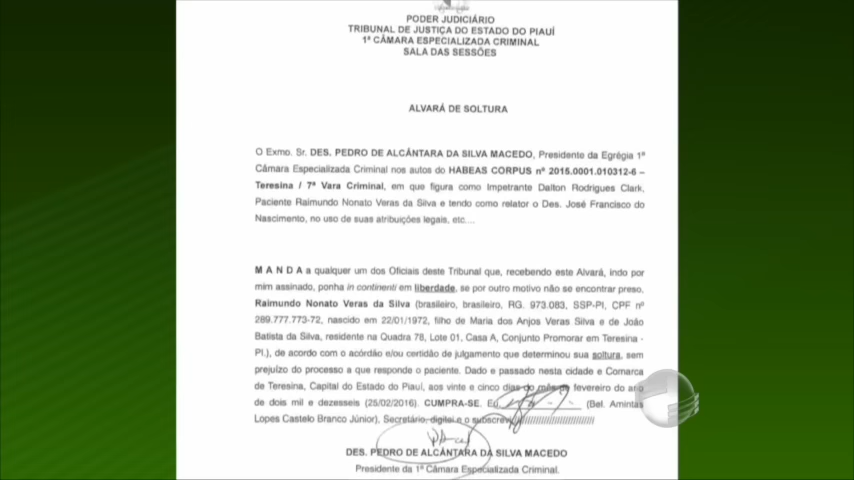 PODER JUDICIÁRIO
TRIBUNAL DE JUSTIÇA DO ESTADO DO PIAUÍ
1ª CÂMARA ESPECIALIZADA CRIMINAL
SALA DAS SESSÕES
ALVARÁ DE SOLTURA
O Exmo. Sr. DES. PEDRO DE ALCÂNTARA DA SILVA MACEDO, Presidente da Egrégia 1ª
Câmara Especializada Criminal nos autos do HABEAS CORPUS nº 2015.0001.010312-6 –
Teresina / 7ª Vara Criminal, em que figura como Impetrante Dalton Rodrigues Clark,
Paciente Raimundo Nonato Veras da Silva e tendo como relator o Des. José Francisco do
Nascimento, no uso de suas atribuições legais, etc....
M A N D A a qualquer um dos Oficiais deste Tribunal que, recebendo este Alvará, indo por
mim assinado, ponha in continenti em liberdade, se por outro motivo não se encontrar preso,
Raimundo Nonato Veras da Silva (brasileiro, brasileiro, RG. 973.083, SSP-PI, CPF nº
289.777.773-72, nascido em 22/01/1972, filho de Maria dos Anjos Veras Silva e de João
Batista da Silva, residente na Quadra 78, Lote 01, Casa A, Conjunto Promorar em Teresina -
PI.), de acordo com o acórdão e/ou certidão de julgamento que determinou sua soltura, sem
prejuízo do processo a que responde o paciente. Dado e passado nesta cidade e Comarca
de Teresina, Capital do Estado do Piauí, aos vinte e cinco dias do mês de fevereiro do ano
de dois mil e dezesseis (25/02/2016). CUMPRA-SE. (Bel. Amintas
Lopes Castelo Branco Júnior), Secretário, digitei e o subscrevi
DES. PEDRO DE ALCÂNTARA DA SILVA MACEDO
Presidente da 1ª Câmara Especializada Criminal.